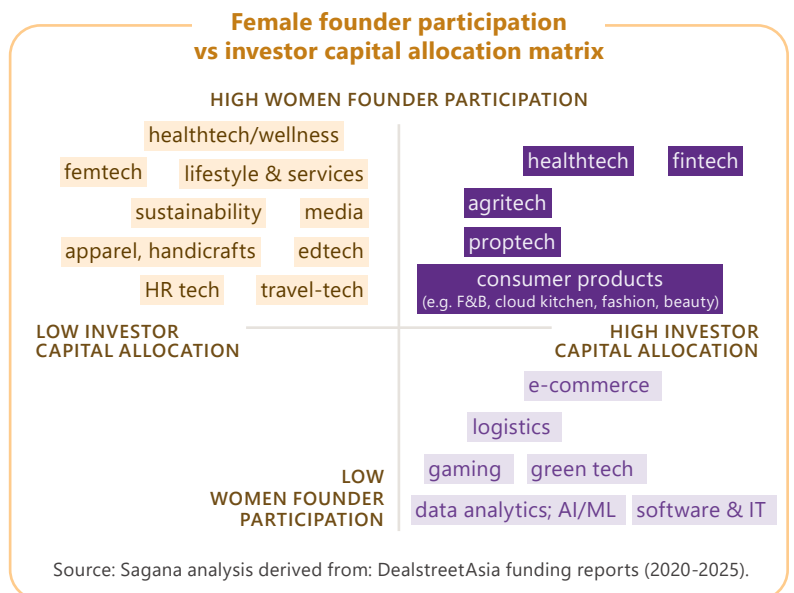 Female founder participation
vs investor capital allocation matrix
HIGH WOMEN FOUNDER PARTICIPATION
healthtech/wellness
femtech
lifestyle & services
sustainability
media
apparel, handicrafts
edtech
HR tech
travel-tech
healthtech
fintech
agritech
proptech
consumer products
(e.g. F&B, cloud kitchen, fashion, beauty)
LOW INVESTOR
CAPITAL ALLOCATION
HIGH INVESTOR
CAPITAL ALLOCATION
e-commerce
logistics
gaming
green tech
data analytics; AI/ML
software & IT
LOW
WOMEN FOUNDER
PARTICIPATION
Source: Sagana analysis derived from: DealstreetAsia funding reports (2020-2025).